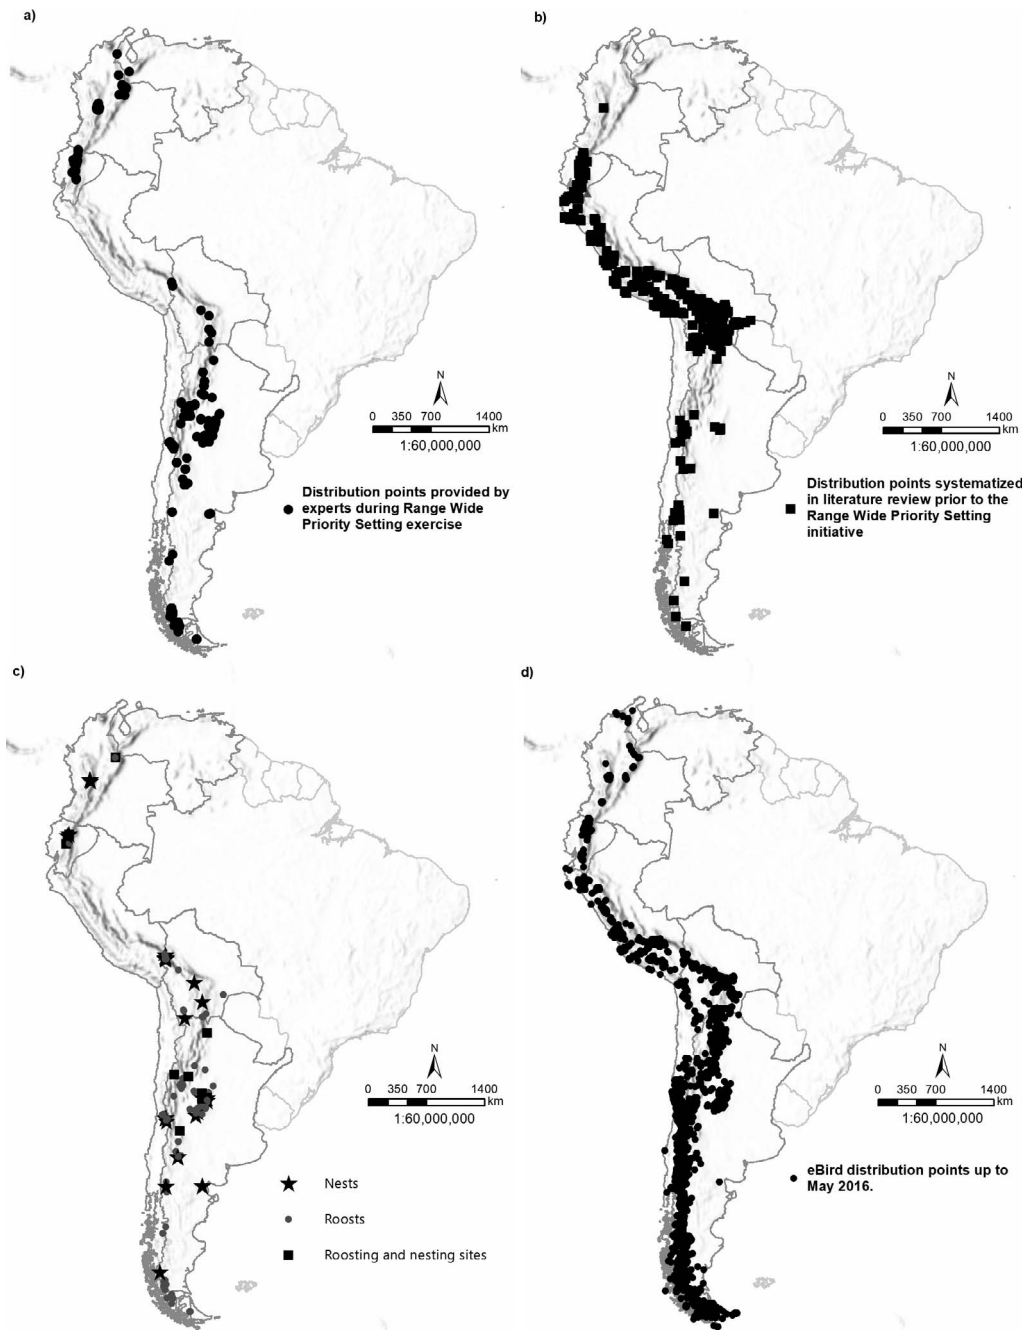 a)
N
0 350 700 1400
km
1:60,000,000
Distribution points provided by
experts during Range Wide
Priority Setting exercise
b)
N
0 350 700 1400
km
1:60,000,000
Distribution points systematized
in literature review prior to the
Range Wide Priority Setting
initiative
c)
N
0 350 700 1400
km
1:60,000,000
Nests
Roosts
Roosting and nesting sites
d)
N
0 350 700 1400
km
1:60,000,000
eBird distribution points up to
May 2016.